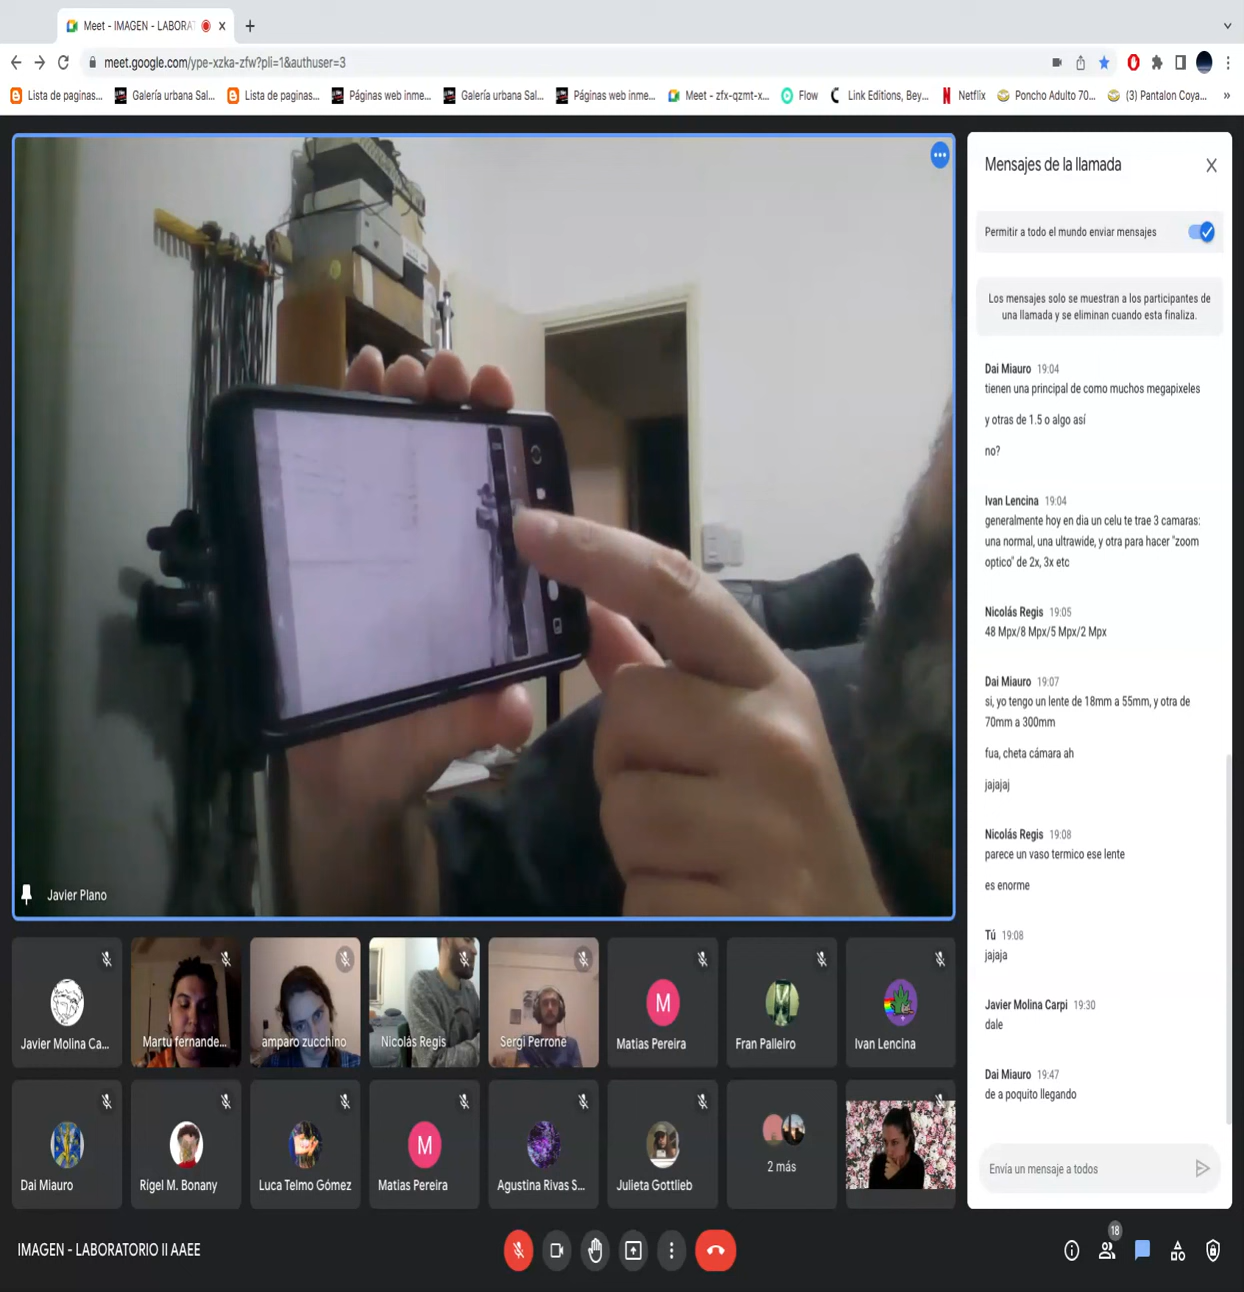 Meet - IMAGEN - LABORAT
meet.google.com/ype-xzka-zfw?pli=1&authuser=3
Lista de paginas... Galería urbana Sal... Lista de paginas... Páginas web inme... Galería urbana Sal... Páginas web inme... Meet - zfx-qzmt-x... Flow Link Editions, Bey... Netflix Poncho Adulto 70... (3) Pantalon Coya... »
Javier Plano
Javier Molina Ca... Martu fernande... amparo zucchino Nicolás Regis Sergi Perrone M Matias Pereira Fran Palleiro Ivan Lencina
Dai Miauro Rígel M. Bonany Luca Telmo Gómez M Matias Pereira Agustina Rivas S... Julieta Gottlieb 2 más
IMAGEN - LABORATORIO II AAEE
18
Mensajes de la llamada
Permitir a todo el mundo enviar mensajes
Los mensajes solo se muestran a los participantes de
una llamada y se eliminan cuando esta finaliza.
Dai Miauro 19:04
tienen una principal de como muchos megapixeles
y otras de 1.5 o algo así
no?
Ivan Lencina 19:04
generalmente hoy en dia un celu te trae 3 camaras:
una normal, una ultrawide, y otra para hacer "zoom
optico" de 2x, 3x etc
Nicolás Regis 19:05
48 Mpx/8 Mpx/5 Mpx/2 Mpx
Dai Miauro 19:07
si, yo tengo un lente de 18mm a 55mm, y otra de
70mm a 300mm
fua, cheta cámara ah
jajajaj
Nicolás Regis 19:08
parece un vaso termico ese lente
es enorme
Tú 19:08
jajaja
Javier Molina Carpi 19:30
dale
Dai Miauro 19:47
de a poquito llegando
Envía un mensaje a todos